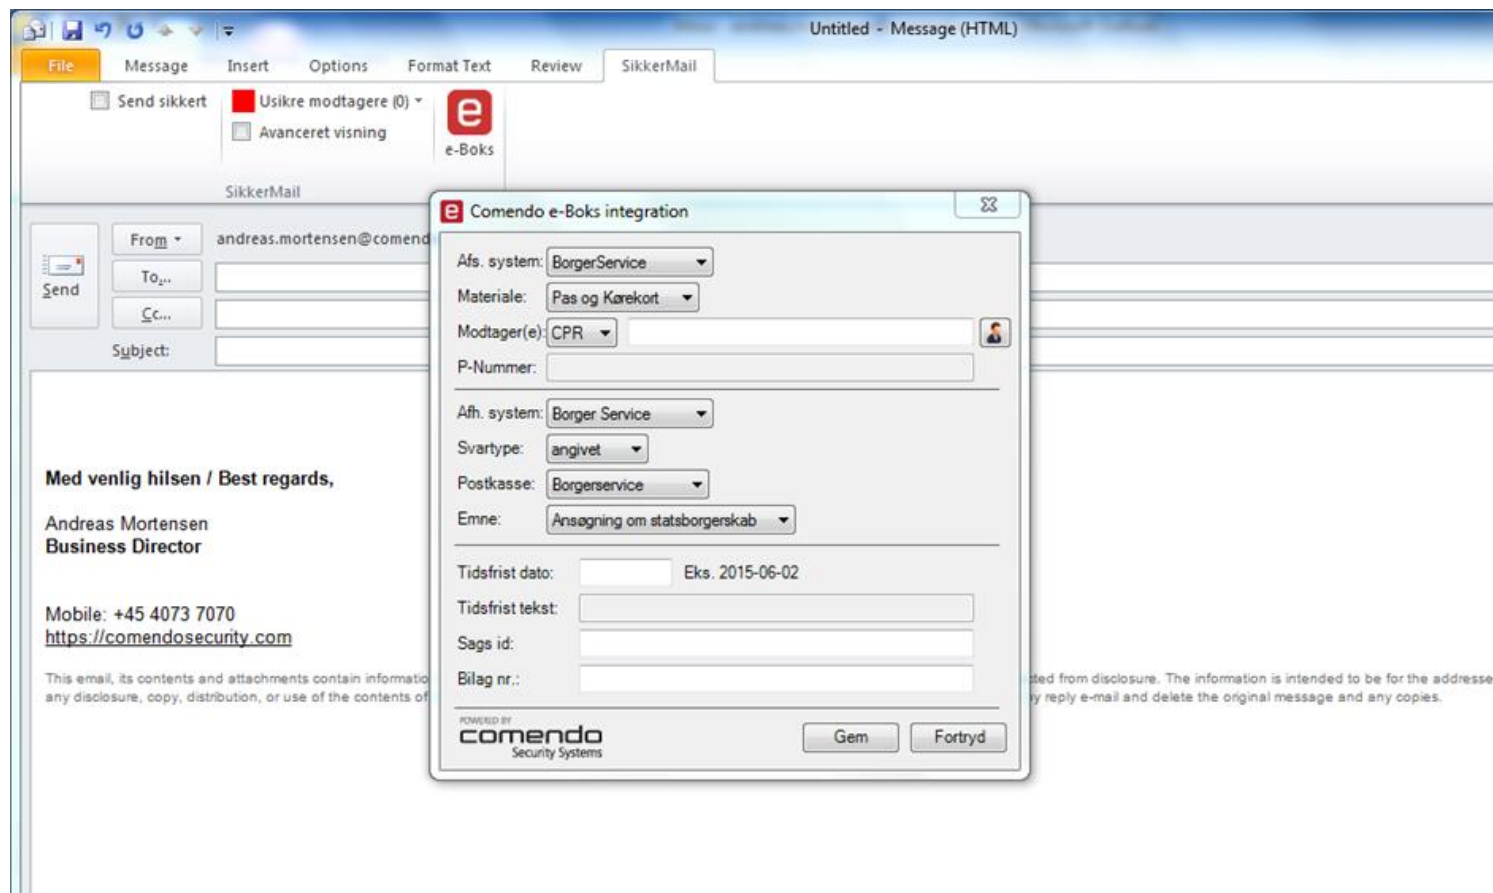 Untitled - Message (HTML)
File Message Insert Options Format Text Review SikkerMail
Send sikkert
Usikre modtagere (0)
Avanceret visning
e
e-Boks
SikkerMail
e Comendo e-Boks integration
From
andreas.mortensen@comend
To...
Send
Cc...
Subject:
Afs. system: BorgerService
Materiale: Pas og Kørekort
Modtager(e): CPR
P-Nummer:
Afh. system: Borger Service
Svartype: angivet
Postkasse: Borgerservice
Emne: Ansøgning om statsborgerskab
Tidsfrist dato: Eks. 2015-06-02
Tidsfrist tekst:
Sags id:
Bilag nr.:
POWERED BY
comendo
Security Systems
Gem Fortryd
Med venlig hilsen / Best regards,
Andreas Mortensen
Business Director
Mobile: +45 4073 7070
https://comendosecurity.com
This email, its contents and attachments contain informatio ted from disclosure. The information is intended to be for the addresse
any disclosure, copy, distribution, or use of the contents of y reply e-mail and delete the original message and any copies.